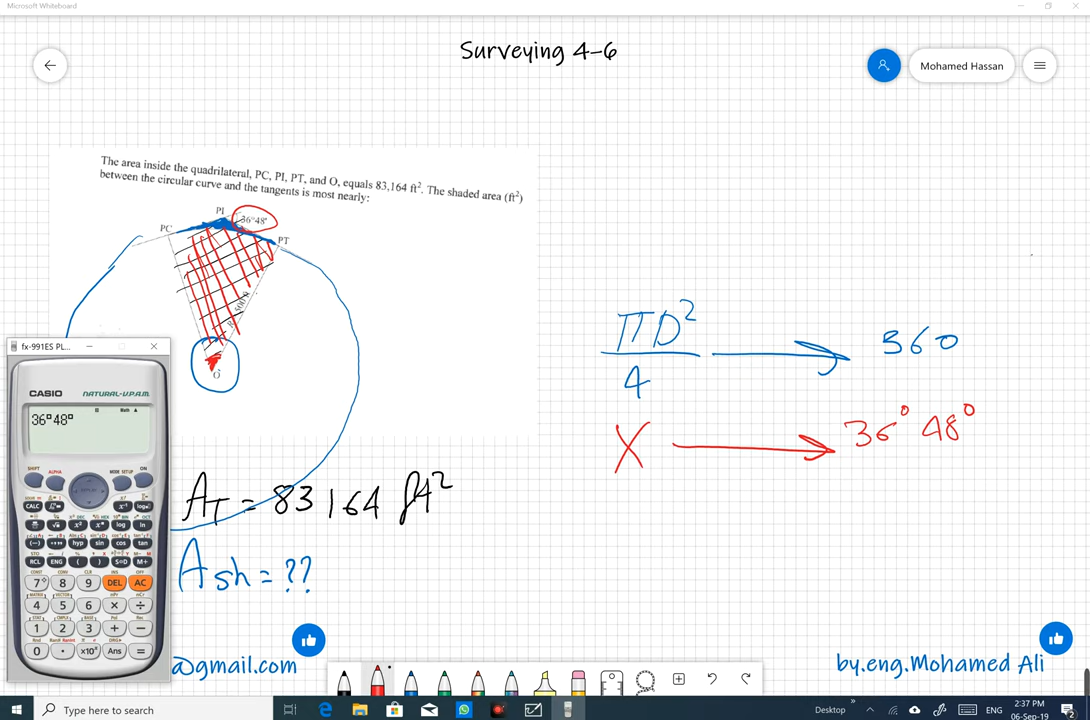 Microsoft Whiteboard
Surveying 4-6
Mohamed Hassan
The area inside the quadrilateral, PC, PI, PT, and O, equals 83,164 ft². The shaded area (ft²)
between the circular curve and the tangents is most nearly:
PI
36°48'
PC
PT
O
πD²
4
360
X
36° 48°
A_T = 83164 ft²
A sh = ??
fx-991ES PL...
CASIO
NATURAL-V.P.A.M.
Math
36°48°
SHIFT
ALPHA
MODE SETUP
ON
CALC
log
ln
(-)
hyp
sin
cos
tan
STO
RCL
ENG
(
)
S⇔D
M+
7
8
9
DEL
AC
4
5
6
×
÷
1
2
3
+
−
0
.
×10ˣ
Ans
=
@gmail.com
by.eng.Mohamed Ali
Type here to search
Desktop
ENG
2:37 PM
06-Sep-19